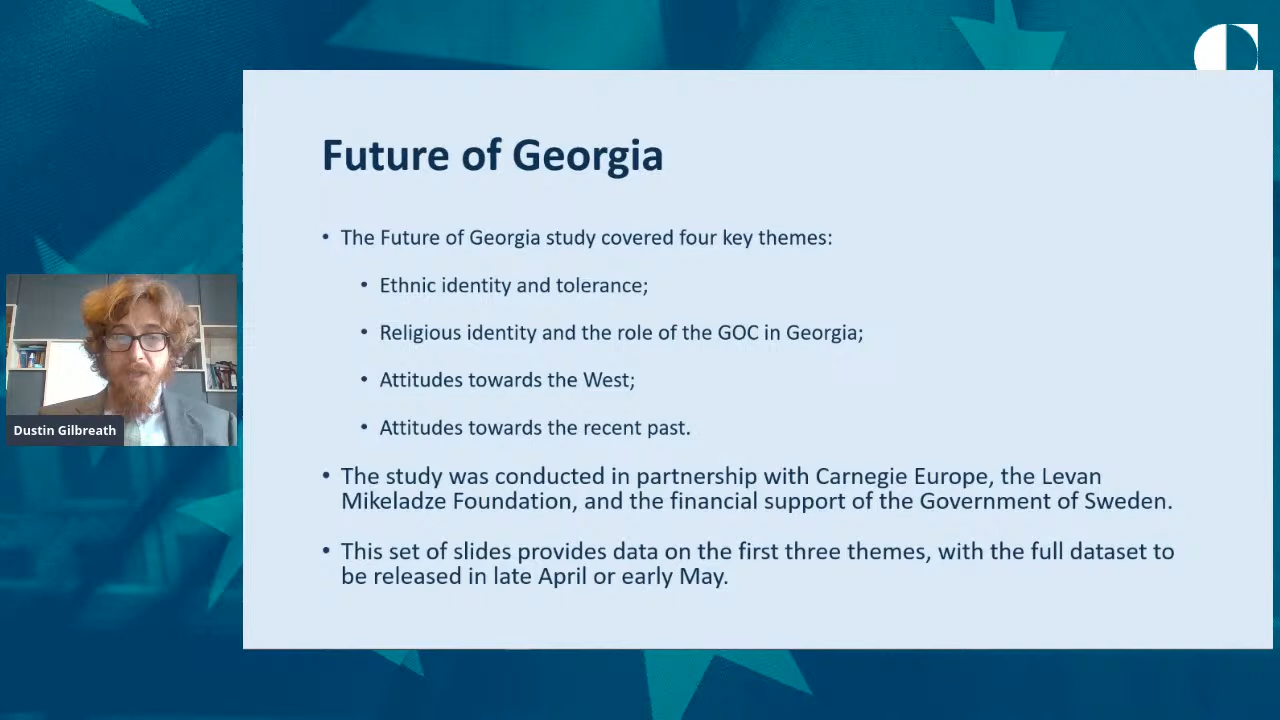 Future of Georgia
• The Future of Georgia study covered four key themes:
• Ethnic identity and tolerance;
• Religious identity and the role of the GOC in Georgia;
• Attitudes towards the West;
• Attitudes towards the recent past.
• The study was conducted in partnership with Carnegie Europe, the Levan
Mikeladze Foundation, and the financial support of the Government of Sweden.
• This set of slides provides data on the first three themes, with the full dataset to
be released in late April or early May.
Dustin Gilbreath